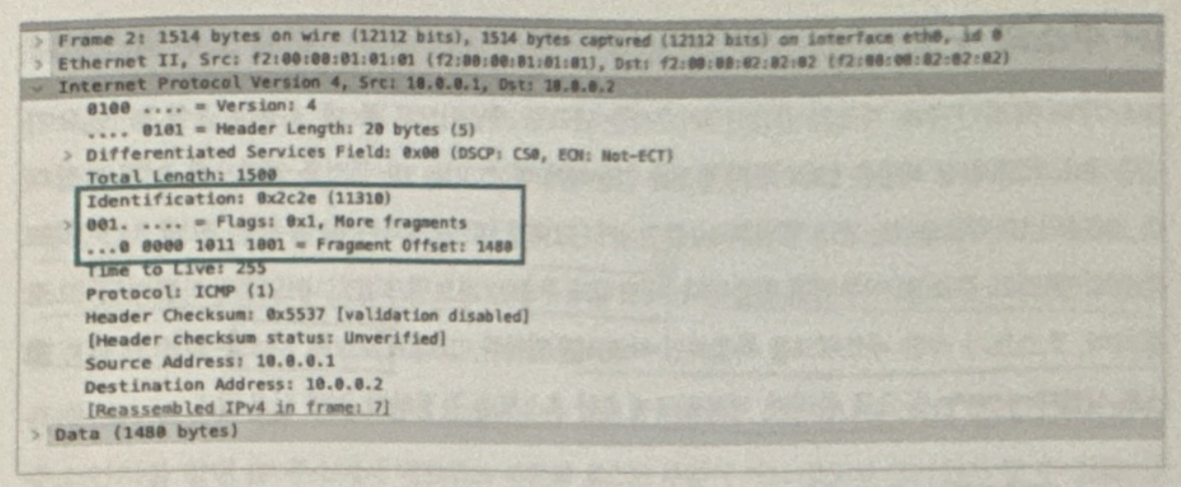 > Frame 2: 1514 bytes on wire (12112 bits), 1514 bytes captured (12112 bits) on interface eth0, id 0
> Ethernet II, Src: f2:00:00:01:01:01 (f2:00:00:01:01:01), Dst: f2:00:00:02:02:02 (f2:00:00:02:02:02)
Internet Protocol Version 4, Src: 10.0.0.1, Dst: 10.0.0.2
0100 .... = Version: 4
.... 0101 = Header Length: 20 bytes (5)
> Differentiated Services Field: 0x00 (DSCP: CS0, ECN: Not-ECT)
Total Length: 1500
Identification: 0x2c2e (11310)
> 001. .... = Flags: 0x1, More fragments
...0 0000 1011 1001 = Fragment Offset: 1480
Time to Live: 255
Protocol: ICMP (1)
Header Checksum: 0x5537 [validation disabled]
[Header checksum status: Unverified]
Source Address: 10.0.0.1
Destination Address: 10.0.0.2
[Reassembled IPv4 in frame: 7]
> Data (1480 bytes)